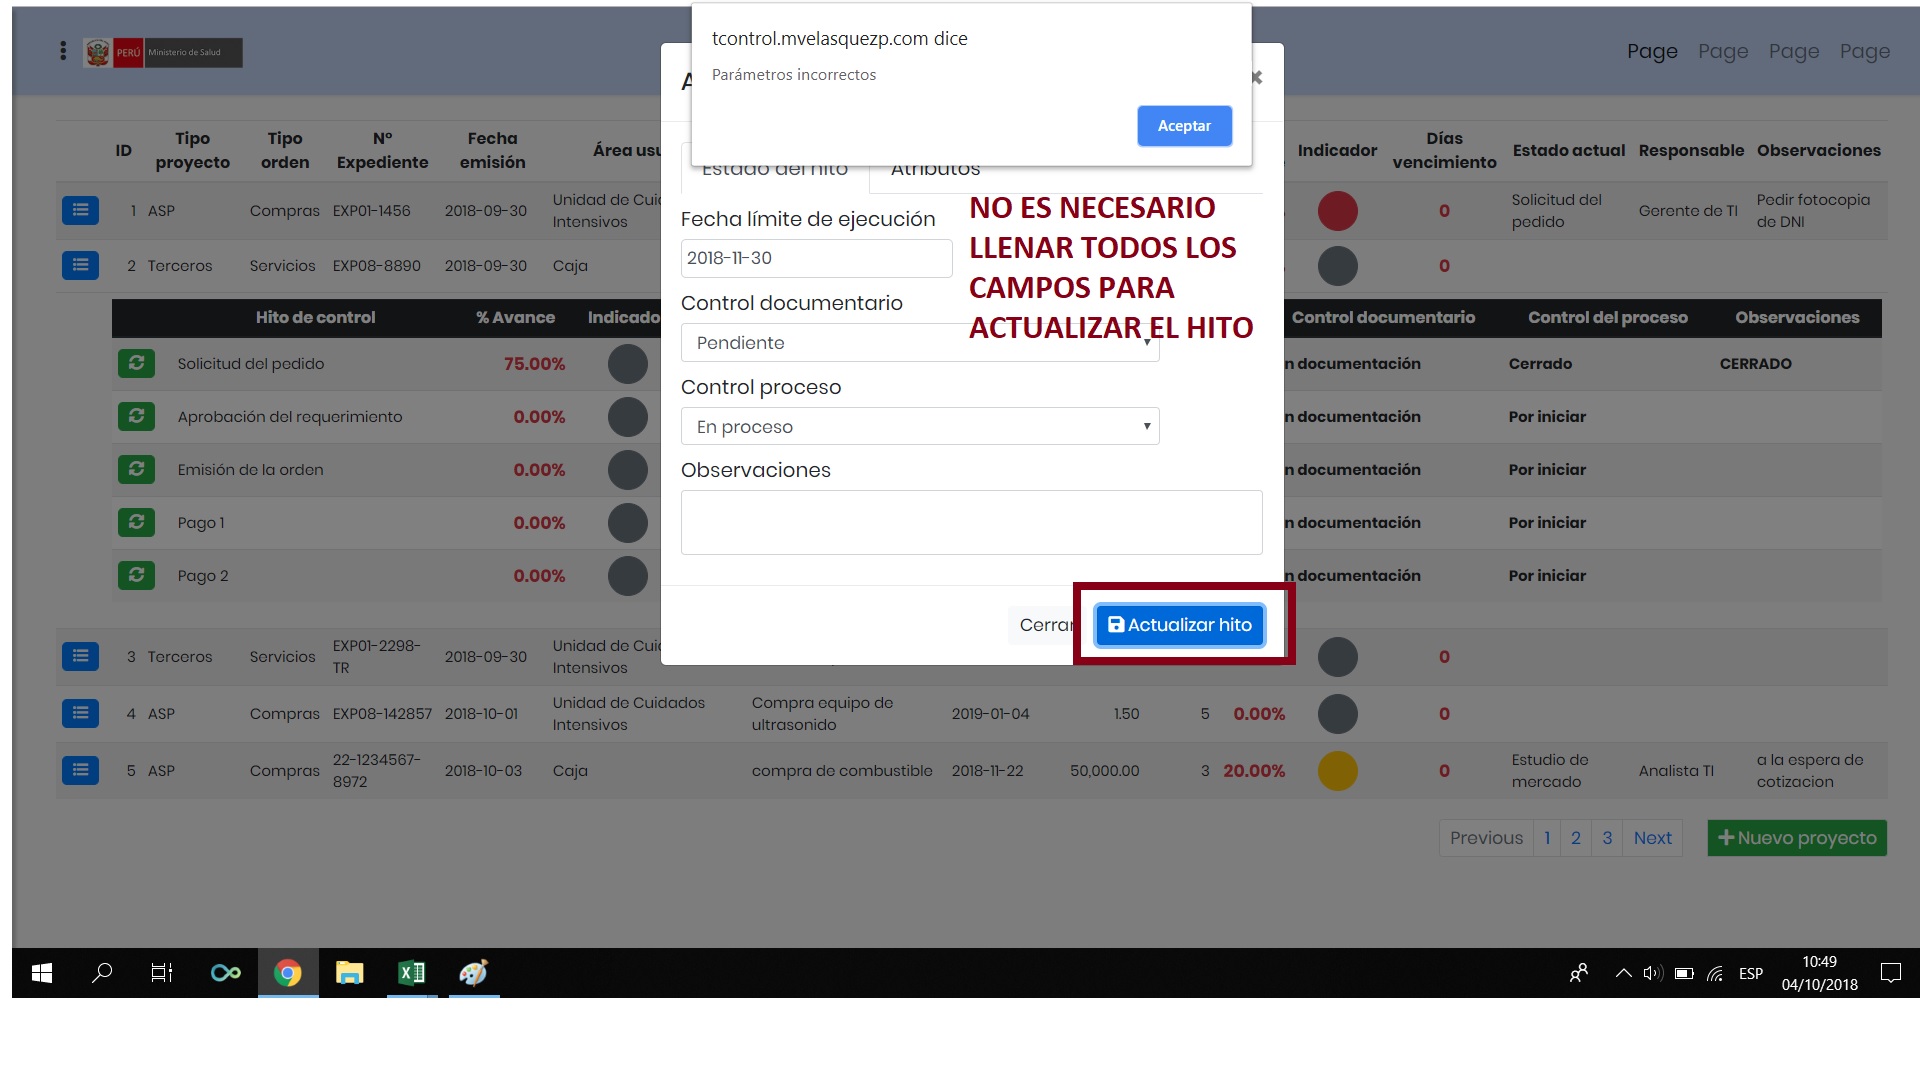 tcontrol.mvelasquezp.com dice
Parámetros incorrectos
Aceptar
PERÚ Ministerio de Salud
Page Page Page Page
A
Estado del hito Atributos
ID Tipo proyecto Tipo orden N° Expediente Fecha emisión Área usu Indicador Días vencimiento Estado actual Responsable Observaciones
1 ASP Compras EXP01-1456 2018-09-30 Unidad de Cuid Intensivos 0 Solicitud del pedido Gerente de TI Pedir fotocopia de DNI
2 Terceros Servicios EXP08-8890 2018-09-30 Caja 0
Fecha límite de ejecución
2018-11-30
Control documentario
Pendiente
Control proceso
En proceso
Observaciones
NO ES NECESARIO
LLENAR TODOS LOS
CAMPOS PARA
ACTUALIZAR EL HITO
Cerrar
Actualizar hito
Hito de control % Avance Indicado Control documentario Control del proceso Observaciones
Solicitud del pedido 75.00% n documentación Cerrado CERRADO
Aprobación del requerimiento 0.00% n documentación Por iniciar
Emisión de la orden 0.00% n documentación Por iniciar
Pago 1 0.00% n documentación Por iniciar
Pago 2 0.00% n documentación Por iniciar
3 Terceros Servicios EXP01-2298-TR 2018-09-30 Unidad de Cuid Intensivos 0
4 ASP Compras EXP08-142857 2018-10-01 Unidad de Cuidados Intensivos Compra equipo de ultrasonido 2019-01-04 1.50 5 0.00% 0
5 ASP Compras 22-1234567-8972 2018-10-03 Caja compra de combustible 2018-11-22 50,000.00 3 20.00% 0 Estudio de mercado Analista TI a la espera de cotizacion
Previous 1 2 3 Next
Nuevo proyecto
ESP
10:49
04/10/2018